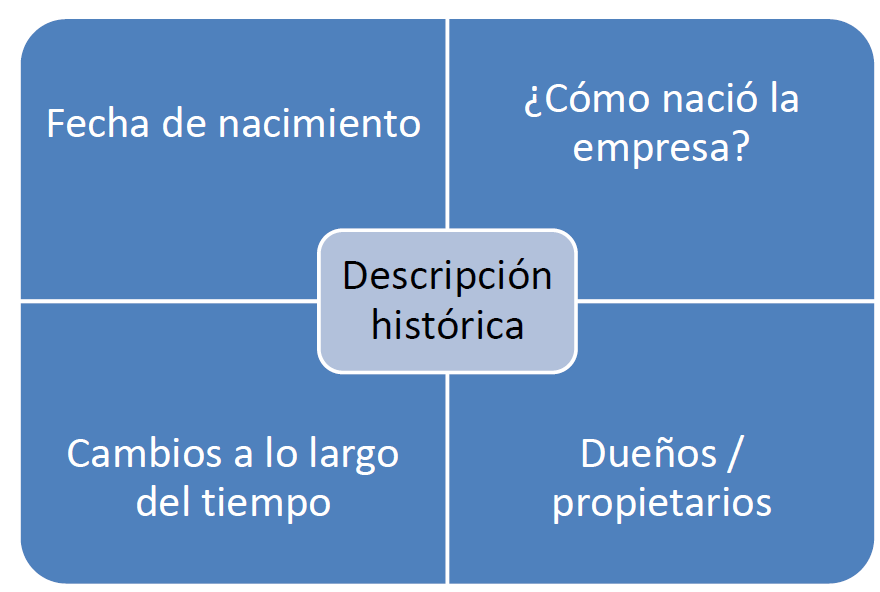 Fecha de nacimiento
¿Cómo nació la
empresa?
Descripción
histórica
Cambios a lo largo
del tiempo
Dueños /
propietarios